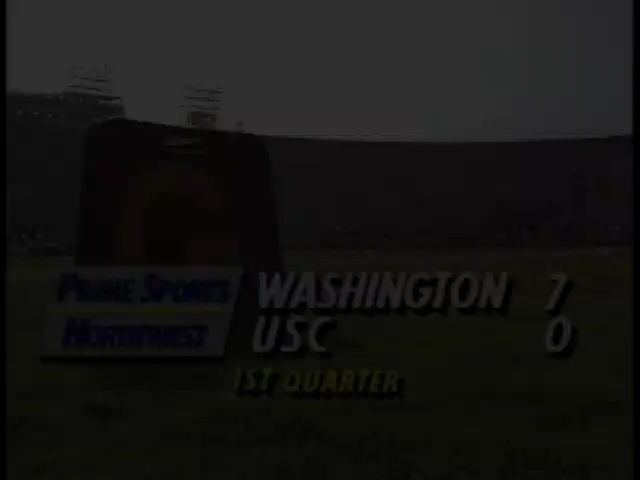 PRIME SPORTS
NORTHWEST
WASHINGTON 7
USC 0
1ST QUARTER